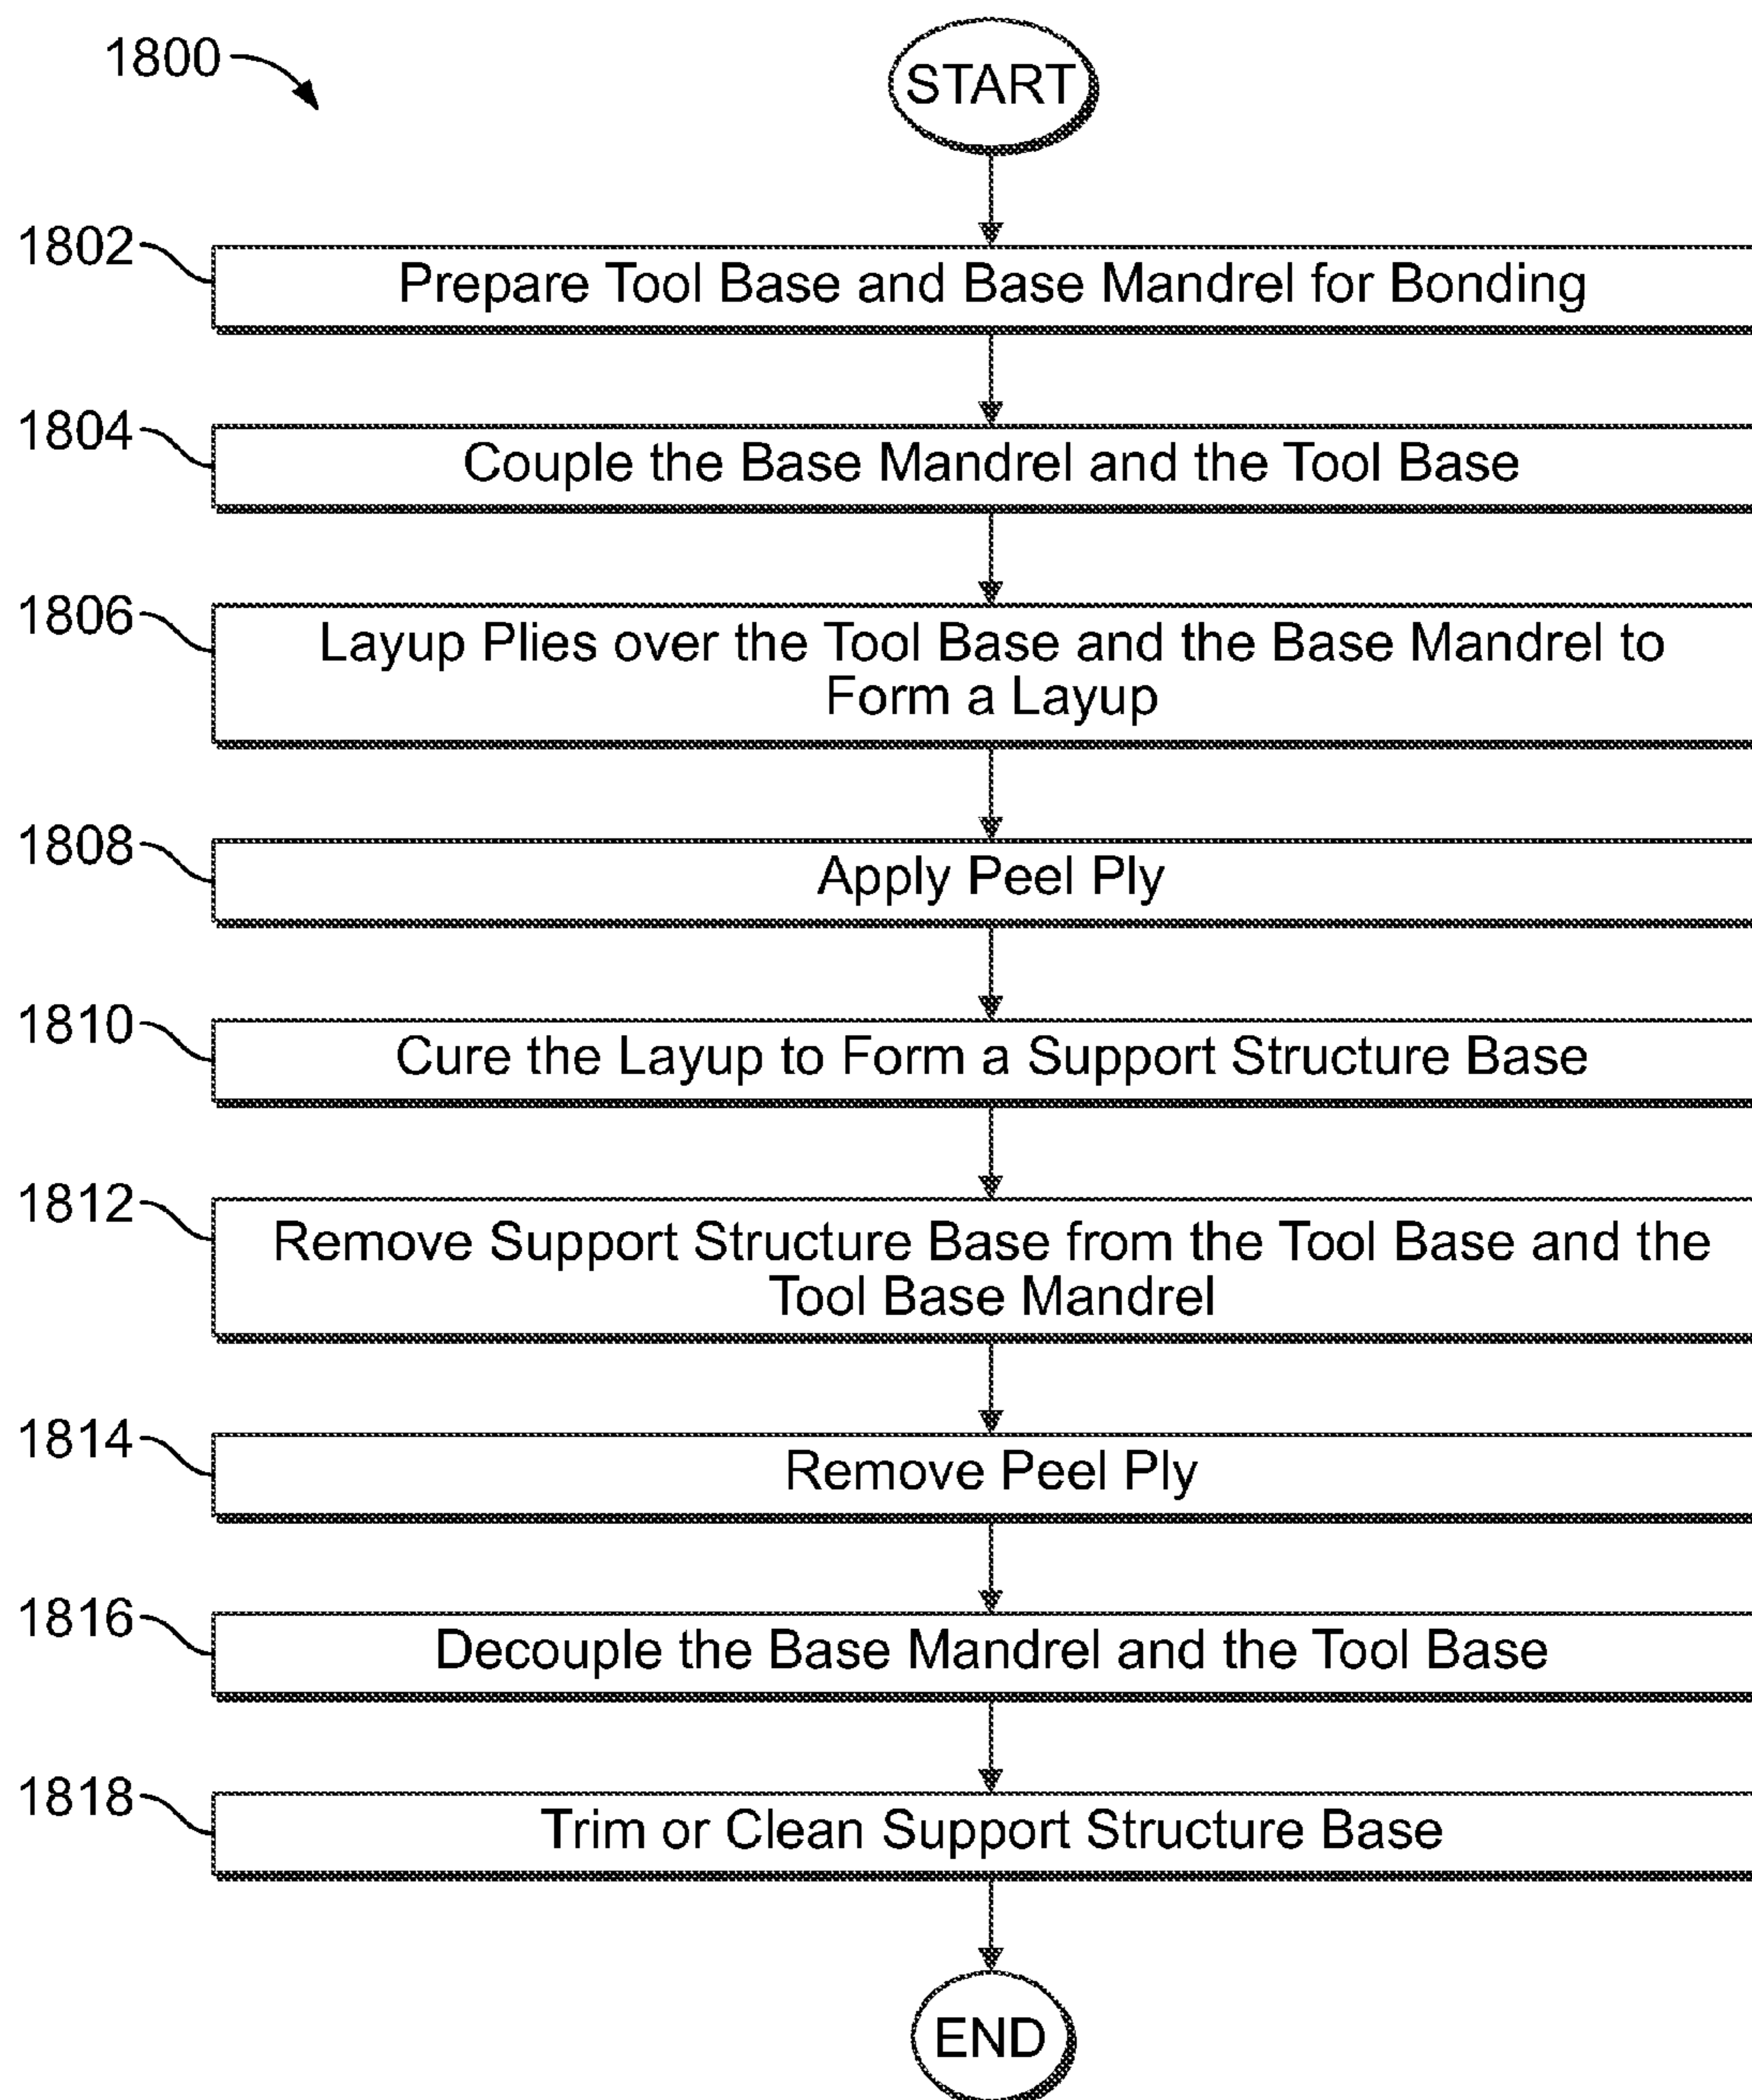 1800
START
1802
Prepare Tool Base and Base Mandrel for Bonding
1804
Couple the Base Mandrel and the Tool Base
1806
Layup Plies over the Tool Base and the Base Mandrel to
Form a Layup
1808
Apply Peel Ply
1810
Cure the Layup to Form a Support Structure Base
1812
Remove Support Structure Base from the Tool Base and the
Tool Base Mandrel
1814
Remove Peel Ply
1816
Decouple the Base Mandrel and the Tool Base
1818
Trim or Clean Support Structure Base
END